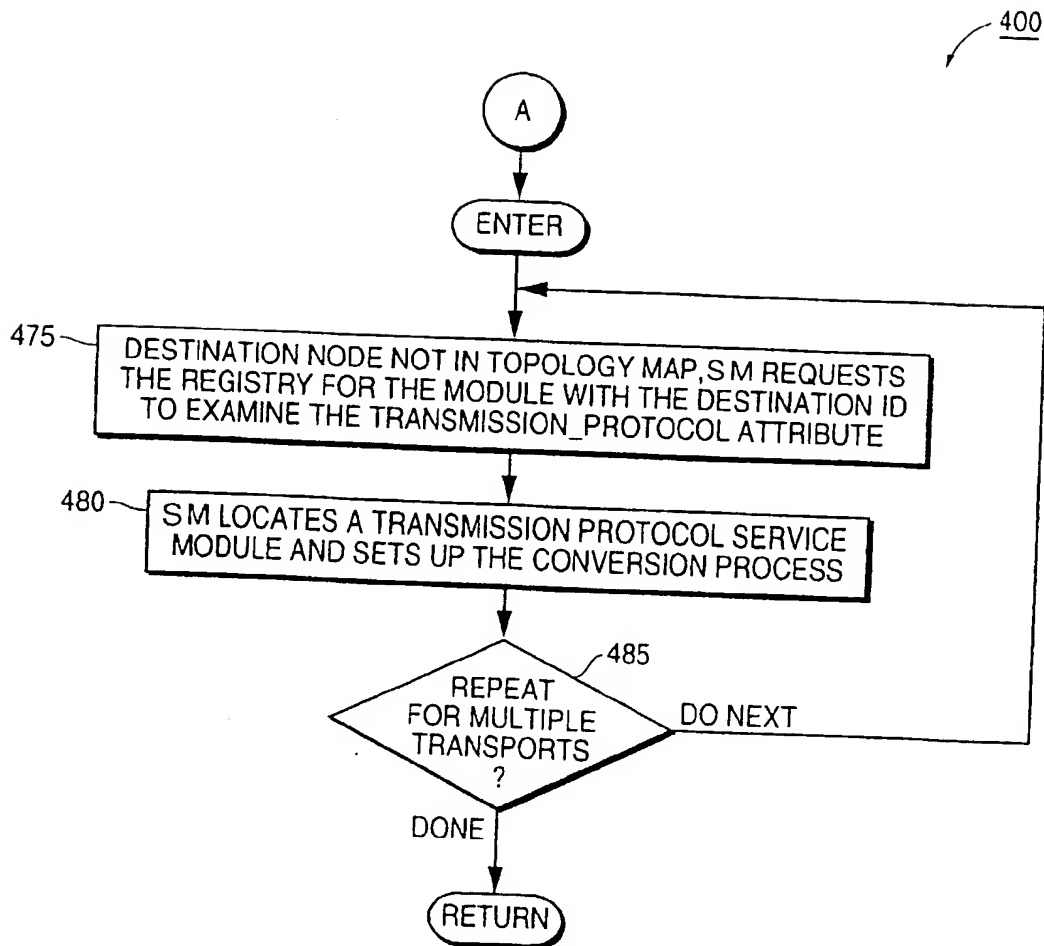 400
A
ENTER
475
DESTINATION NODE NOT IN TOPOLOGY MAP, SM REQUESTS
THE REGISTRY FOR THE MODULE WITH THE DESTINATION ID
TO EXAMINE THE TRANSMISSION_PROTOCOL ATTRIBUTE
480
SM LOCATES A TRANSMISSION PROTOCOL SERVICE
MODULE AND SETS UP THE CONVERSION PROCESS
485
REPEAT
FOR MULTIPLE
TRANSPORTS
?
DO NEXT
DONE
RETURN